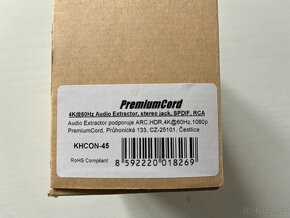 PremiumCord
4K@60Hz Audio Extractor, stereo jack, SPDIF, RCA
Audio Extractor podporuje ARC,HDR,4K@60Hz,1080p
PremiumCord, Průhonická 133, CZ-25101, Čestlice
KHCON-45
RoHS Compliant
8 592220 018269